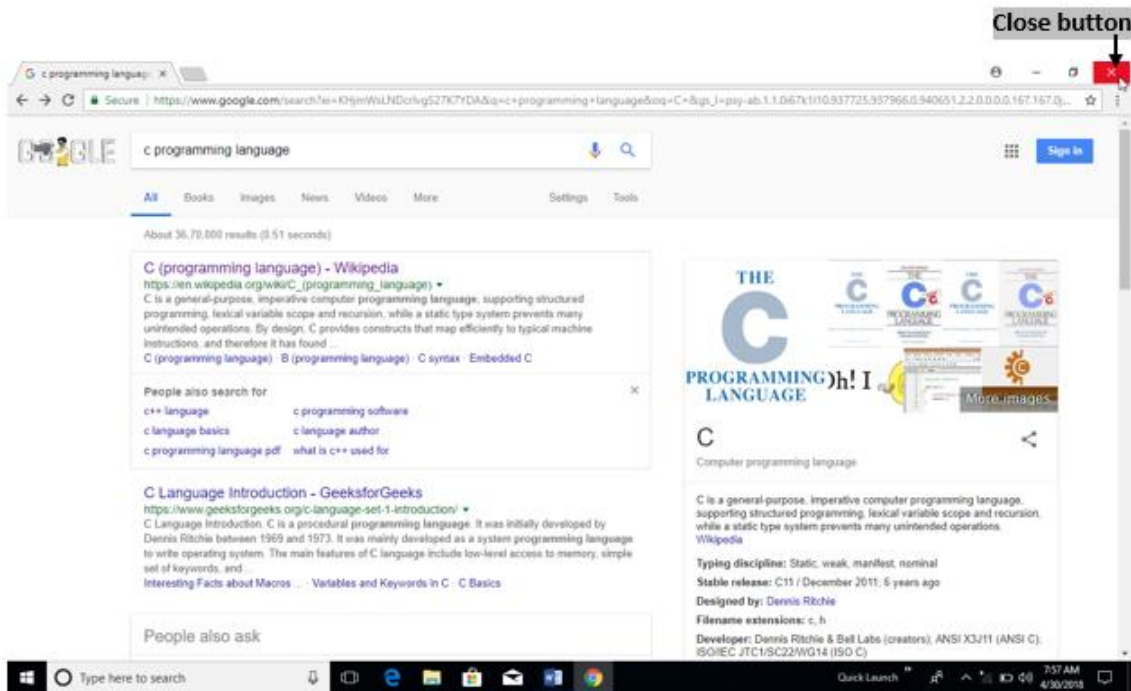 Close button
c programming langua
Secure
c programming language
Sign in
All Books Images News Videos More Settings Tools
About 36,70,000 results (0.51 seconds)
C (programming language) - Wikipedia
https://en.wikipedia.org/wiki/C_(programming_language)
C is a general-purpose, imperative computer programming language, supporting structured
programming, lexical variable scope and recursion, while a static type system prevents many
unintended operations. By design, C provides constructs that map efficiently to typical machine
instructions, and therefore it has found ...
C (programming language) · B (programming language) · C syntax · Embedded C
People also search for
c++ language c programming software
c language basics c language author
c programming language pdf what is c++ used for
C Language Introduction - GeeksforGeeks
https://www.geeksforgeeks.org/c-language-set-1-introduction/
C Language Introduction. C is a procedural programming language. It was initially developed by
Dennis Ritchie between 1969 and 1973. It was mainly developed as a system programming language
to write operating system. The main features of C language include low-level access to memory, simple
set of keywords, and ...
Interesting Facts about Macros ... · Variables and Keywords in C · C Basics
People also ask
THE
C
PROGRAMMING
LANGUAGE
Oh! I
More images
C
Computer programming language
C is a general-purpose, imperative computer programming language,
supporting structured programming, lexical variable scope and recursion,
while a static type system prevents many unintended operations.
Wikipedia
Typing discipline: Static, weak, manifest, nominal
Stable release: C11 / December 2011; 6 years ago
Designed by: Dennis Ritchie
Filename extensions: c, h
Developer: Dennis Ritchie & Bell Labs (creators); ANSI X3J11 (ANSI C);
ISO/IEC JTC1/SC22/WG14 (ISO C)
Type here to search
Quick Launch
7:57 AM
4/30/2018